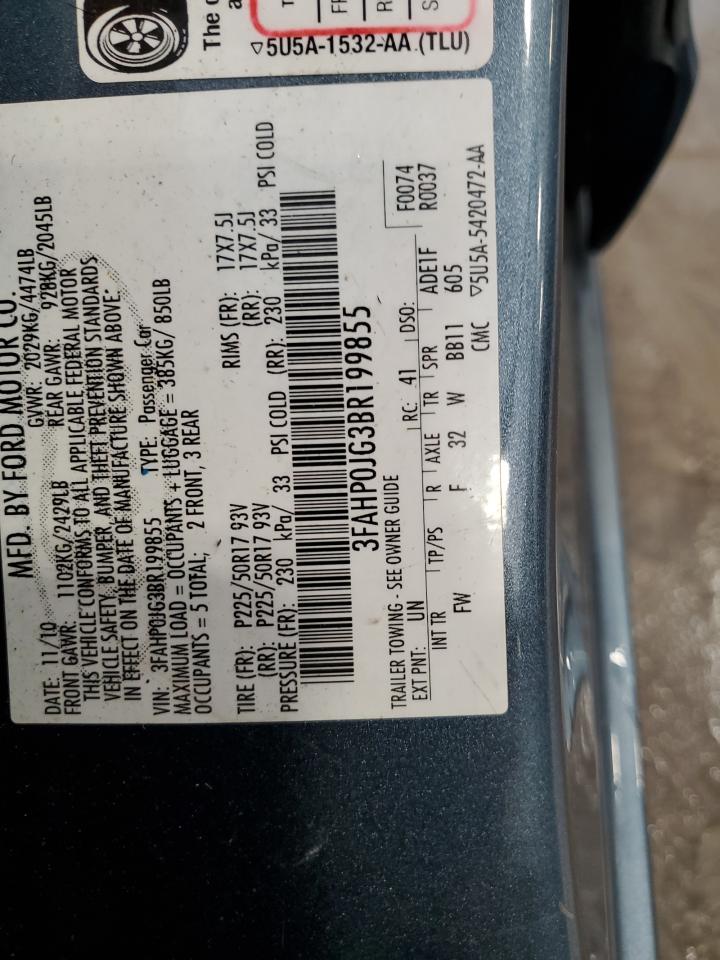 The
5U5A-1532-AA (TLU)
MFD. BY FORD MOTOR CO.
DATE: 11/10 GVWR: 2029KG/4474LB
FRONT GAWR: 1102KG/2429LB REAR GAWR: 928KG/2045LB
THIS VEHICLE CONFORMS TO ALL APPLICABLE FEDERAL MOTOR
VEHICLE SAFETY, BUMPER, AND THEFT PREVENTION STANDARDS
IN EFFECT ON THE DATE OF MANUFACTURE SHOWN ABOVE.
VIN: 3FAHP0JG3BR199855 TYPE: Passenger Car
MAXIMUM LOAD = OCCUPANTS + LUGGAGE = 385KG/ 850LB
OCCUPANTS = 5 TOTAL; 2 FRONT, 3 REAR
TIRE (FR): P225/50R17 93V RIMS (FR): 17X7.5J
(RR): P225/50R17 93V (RR): 17X7.5J
PRESSURE (FR): 230 kPa/ 33 PSI COLD (RR): 230 kPa/ 33 PSI COLD
3FAHP0JG3BR199855
TRAILER TOWING - SEE OWNER GUIDE F0074
EXT PNT: UN RC: 41 DSO: R0037
INT TR TP/PS R AXLE TR SPR ADE1F
FW F 32 W BB11 605
CMC 5U5A-5420472-AA